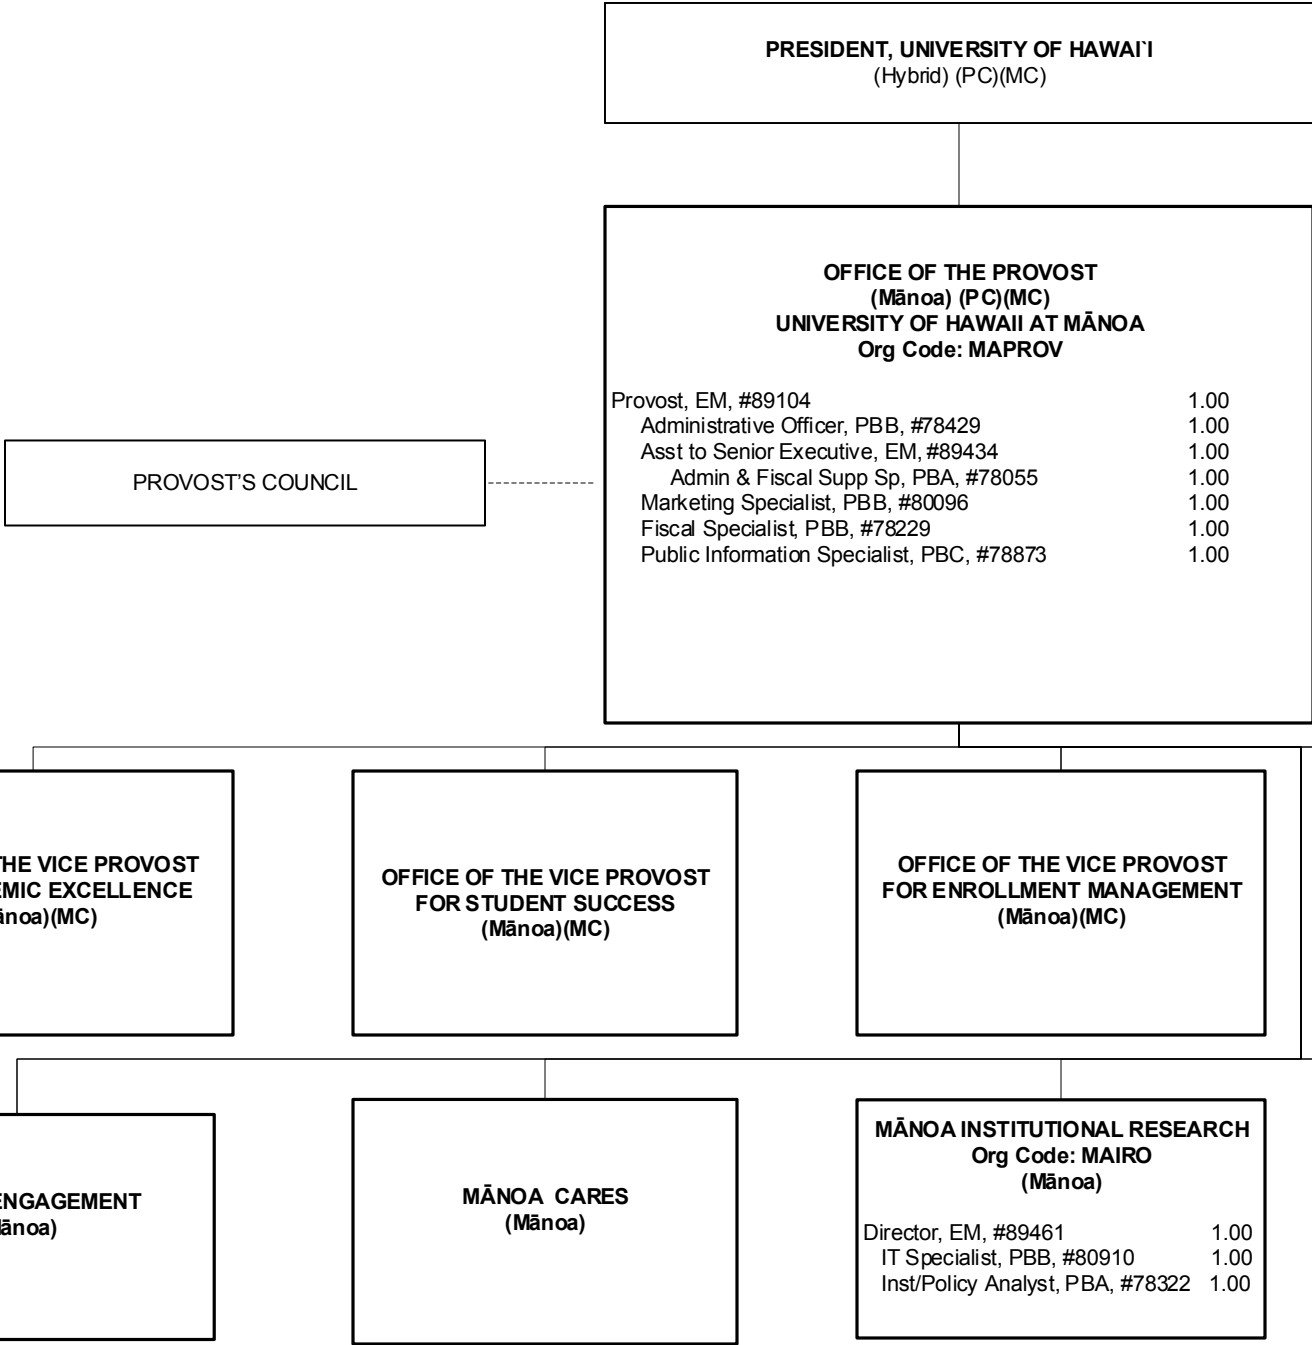 PRESIDENT, UNIVERSITY OF HAWAI`I
(Hybrid) (PC)(MC)
OFFICE OF THE PROVOST
(Mānoa) (PC)(MC)
UNIVERSITY OF HAWAII AT MĀNOA
Org Code: MAPROV
Provost, EM, #89104 1.00
Administrative Officer, PBB, #78429 1.00
Asst to Senior Executive, EM, #89434 1.00
Admin & Fiscal Supp Sp, PBA, #78055 1.00
Marketing Specialist, PBB, #80096 1.00
Fiscal Specialist, PBB, #78229 1.00
Public Information Specialist, PBC, #78873 1.00
PROVOST'S COUNCIL
THE VICE PROVOST
EMIC EXCELLENCE
ānoa)(MC)
OFFICE OF THE VICE PROVOST
FOR STUDENT SUCCESS
(Mānoa)(MC)
OFFICE OF THE VICE PROVOST
FOR ENROLLMENT MANAGEMENT
(Mānoa)(MC)
ENGAGEMENT
ānoa)
MĀNOA CARES
(Mānoa)
MĀNOA INSTITUTIONAL RESEARCH
Org Code: MAIRO
(Mānoa)
Director, EM, #89461 1.00
IT Specialist, PBB, #80910 1.00
Inst/Policy Analyst, PBA, #78322 1.00